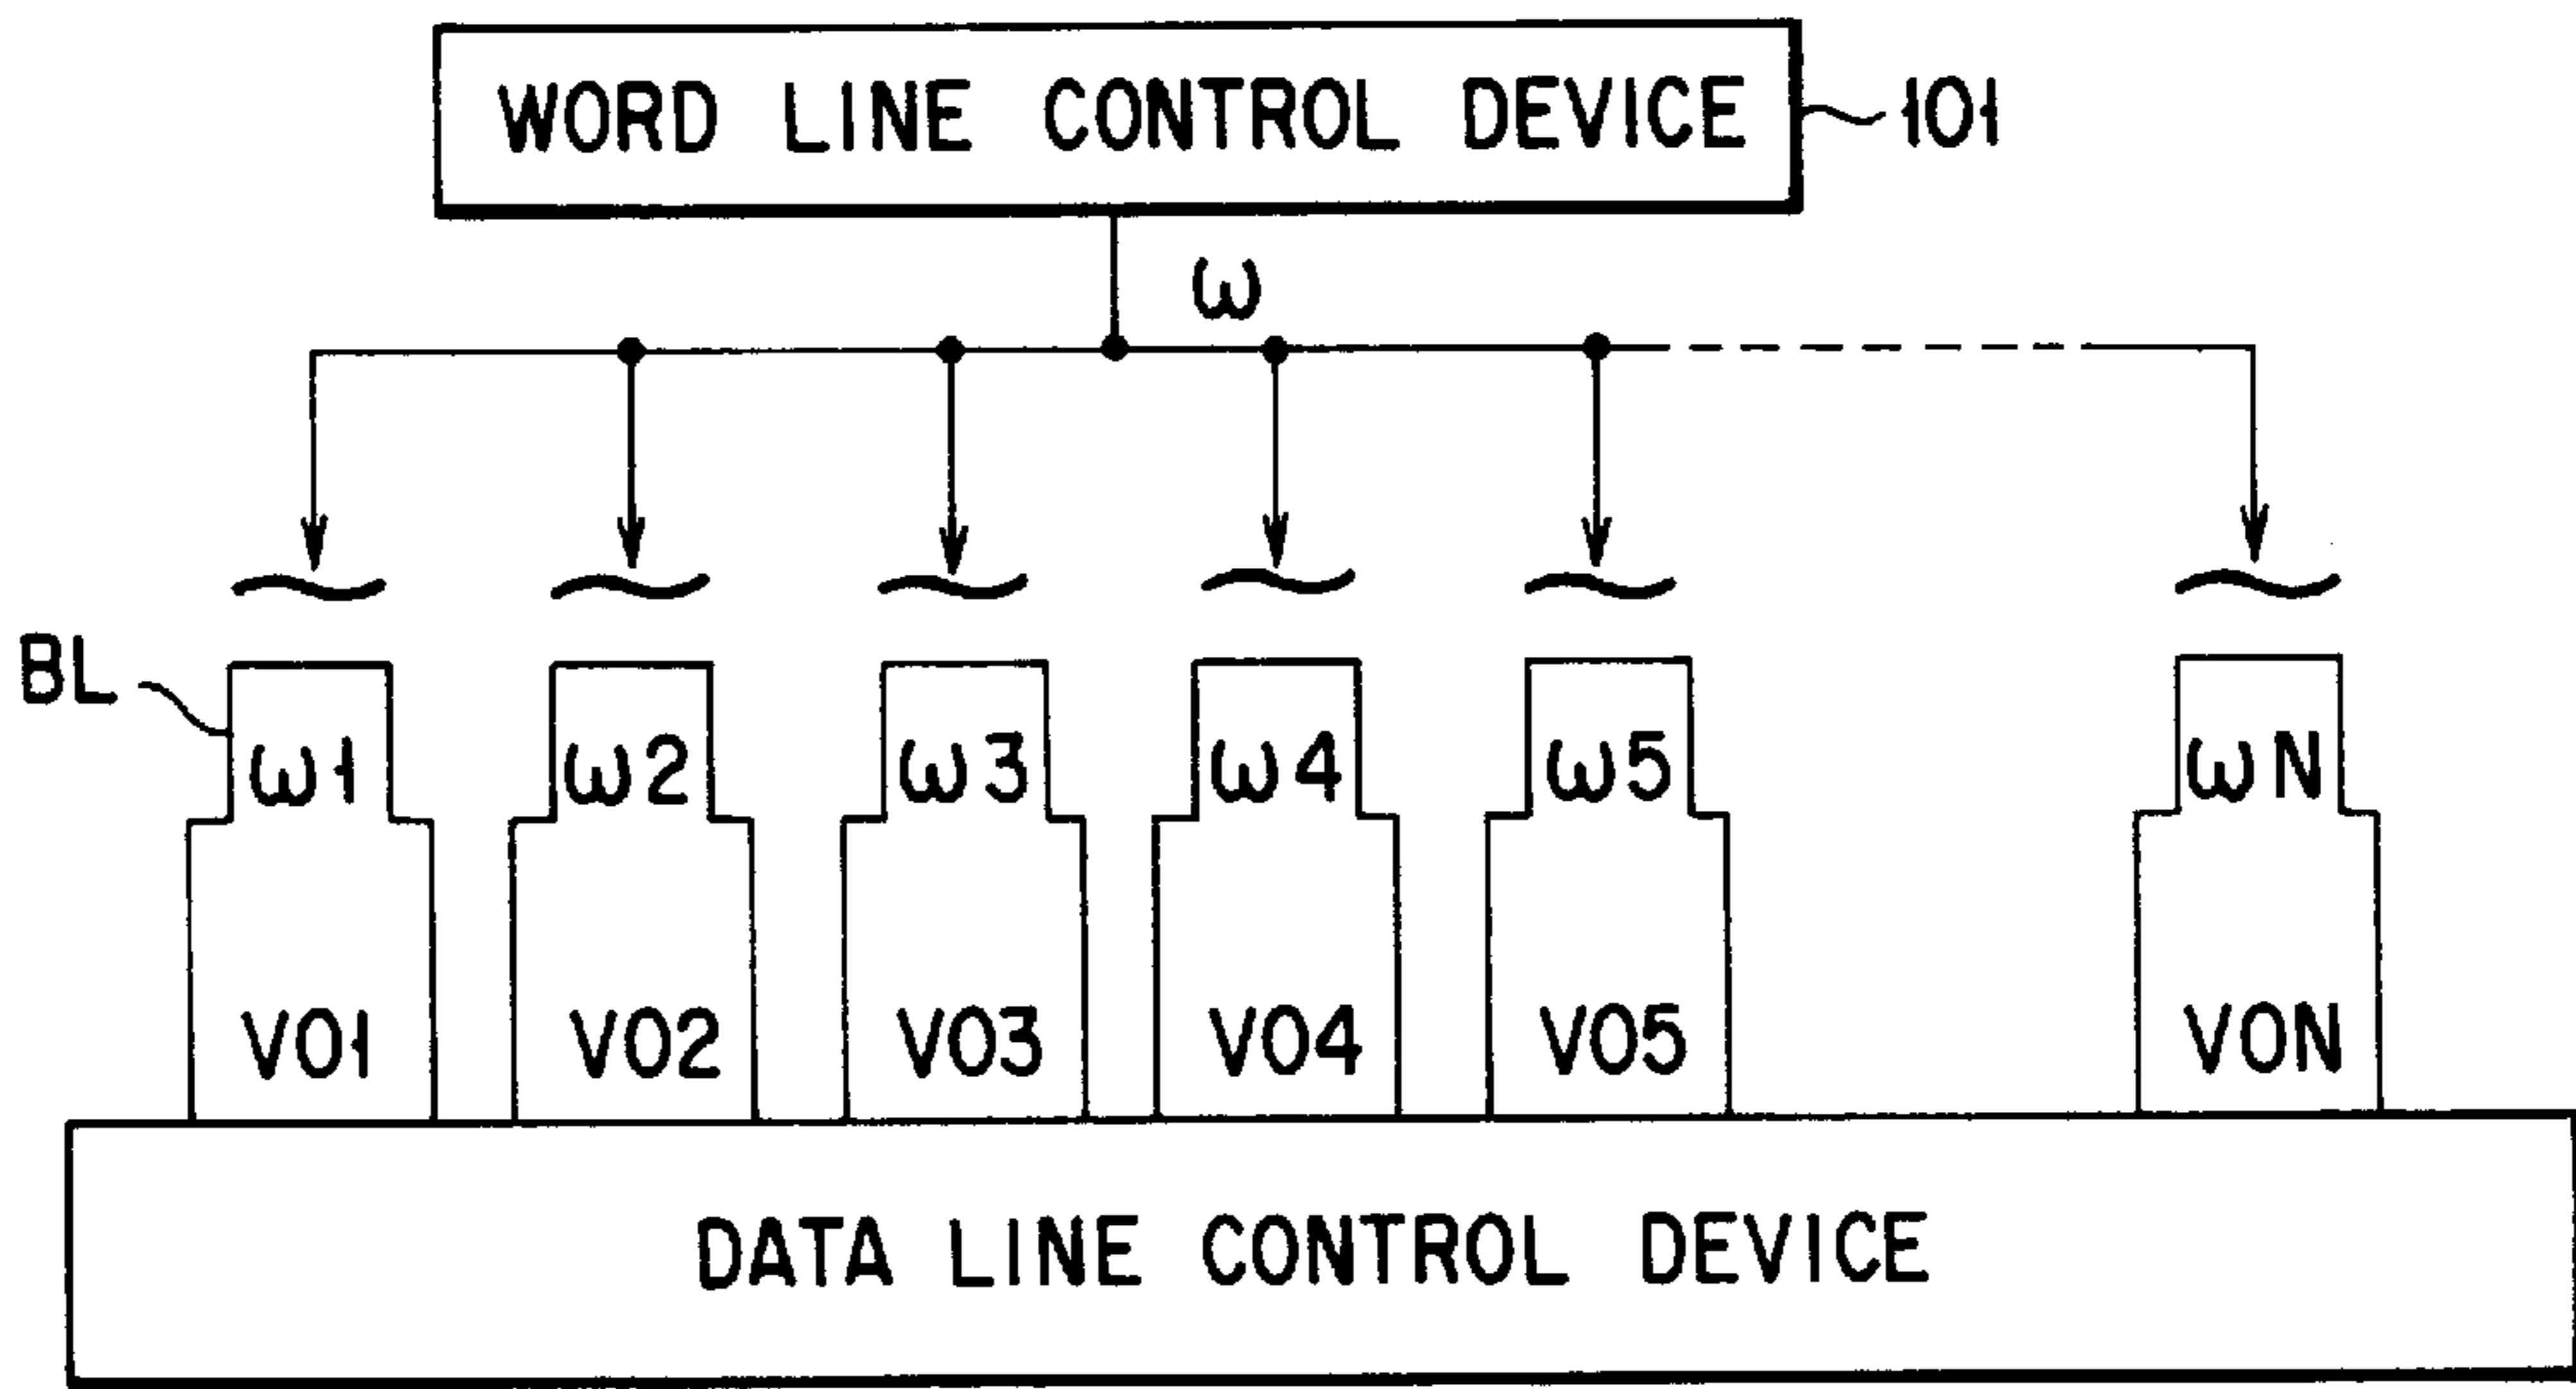 WORD LINE CONTROL DEVICE 101
ω
BL
ω1 ω2 ω3 ω4 ω5 ωN
V01 V02 V03 V04 V05 V0N
DATA LINE CONTROL DEVICE